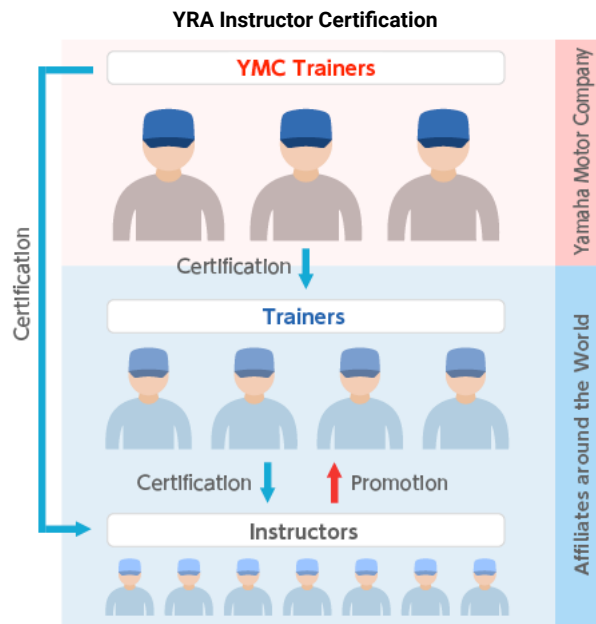 YRA Instructor Certification
YMC Trainers
Yamaha Motor Company
Certification
Certification
Trainers
Affiliates around the World
Certification
Promotion
Instructors